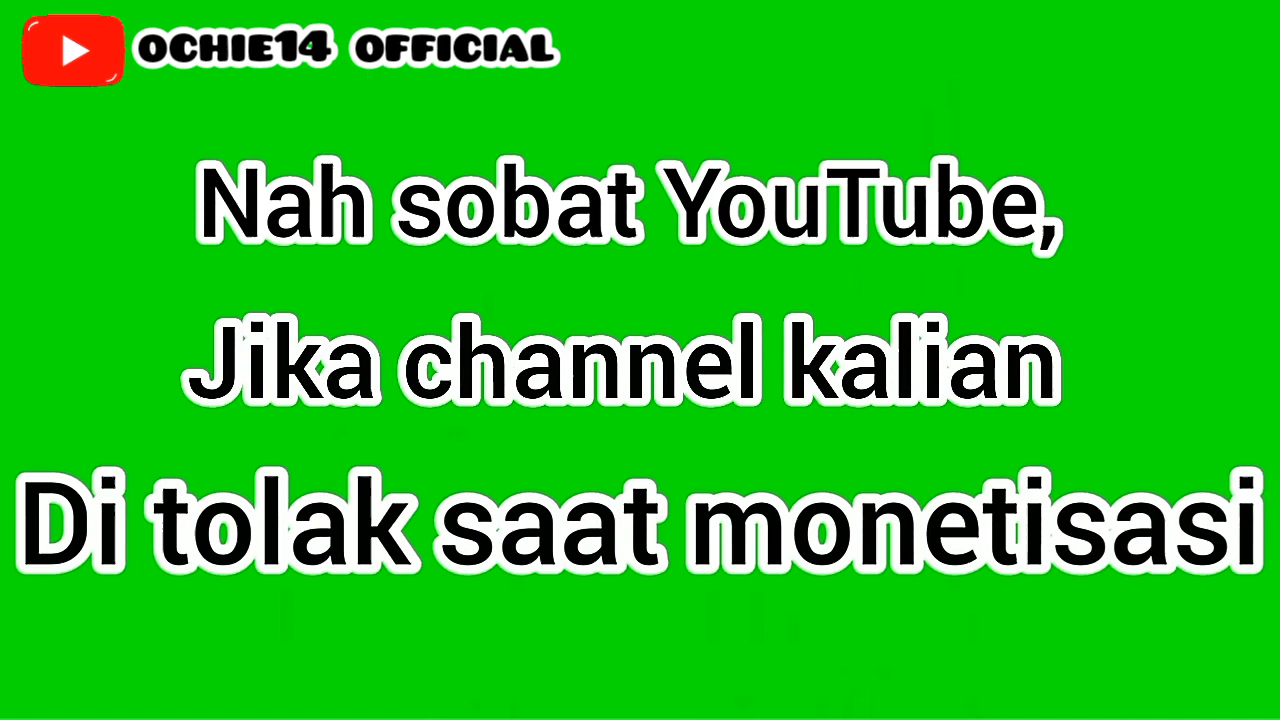 OCHIE14 OFFICIAL
Nah sobat YouTube,
Jika channel kalian
Di tolak saat monetisasi